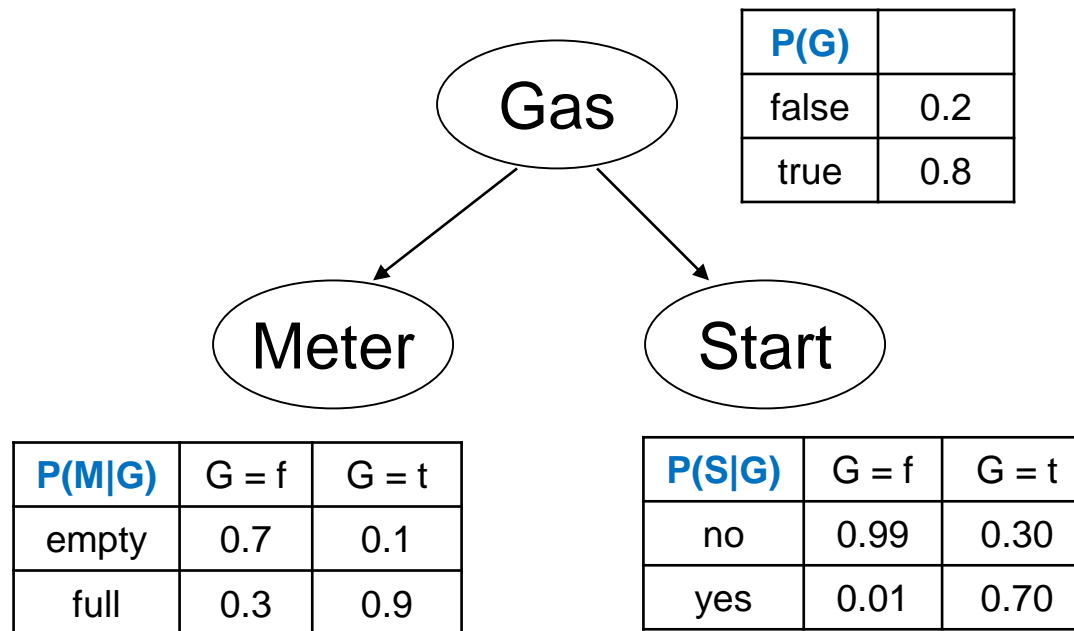 Gas
P(G)
false 0.2
true 0.8
Meter
Start
P(M|G) G = f G = t
empty 0.7 0.1
full 0.3 0.9
P(S|G) G = f G = t
no 0.99 0.30
yes 0.01 0.70